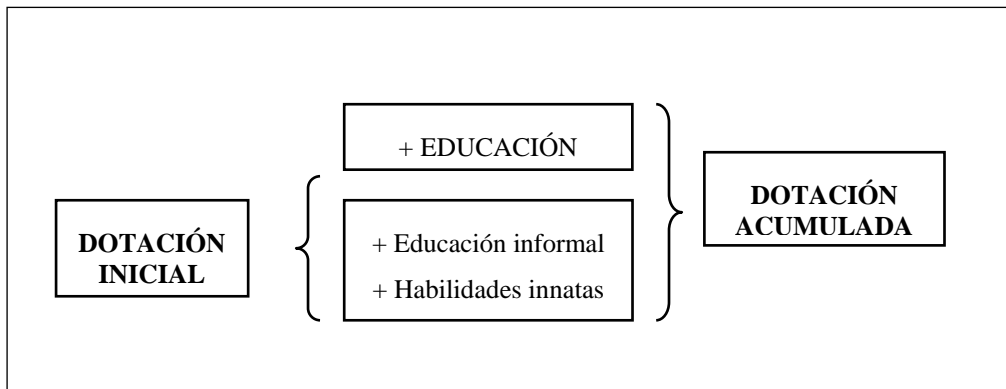 DOTACIÓN
INICIAL
+ EDUCACIÓN
+ Educación informal
+ Habilidades innatas
DOTACIÓN
ACUMULADA